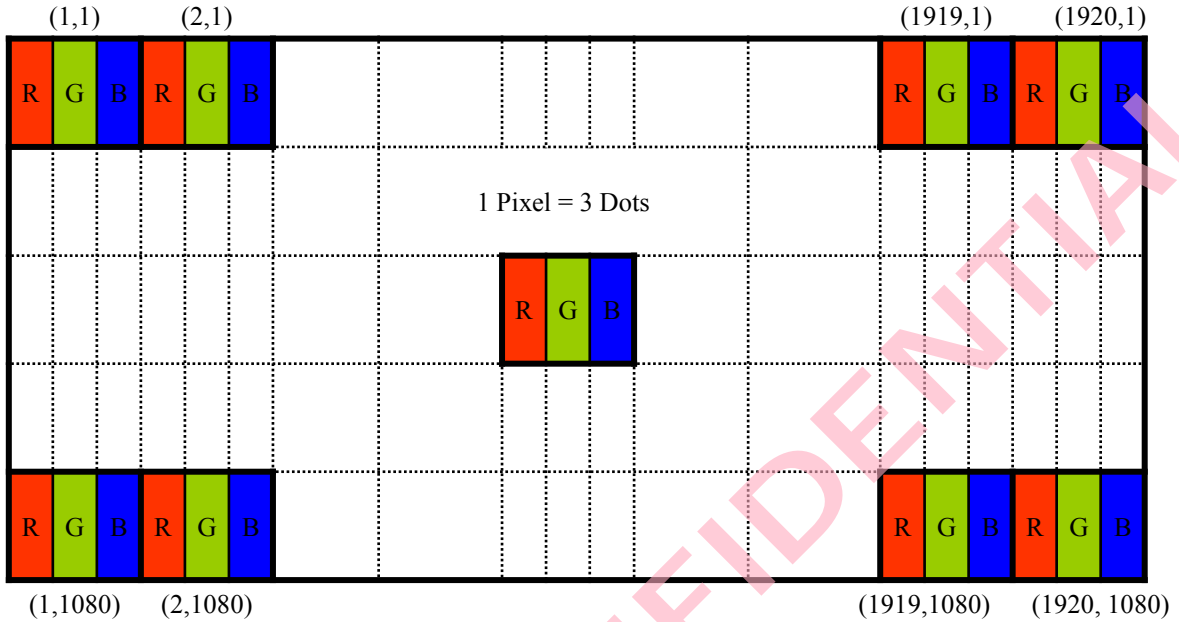 (1,1) (2,1) (1919,1) (1920,1)
R G B R G B R G B R G B
1 Pixel = 3 Dots
R G B
R G B R G B R G B R G B
(1,1080) (2,1080) (1919,1080) (1920, 1080)
FIDENTIAL